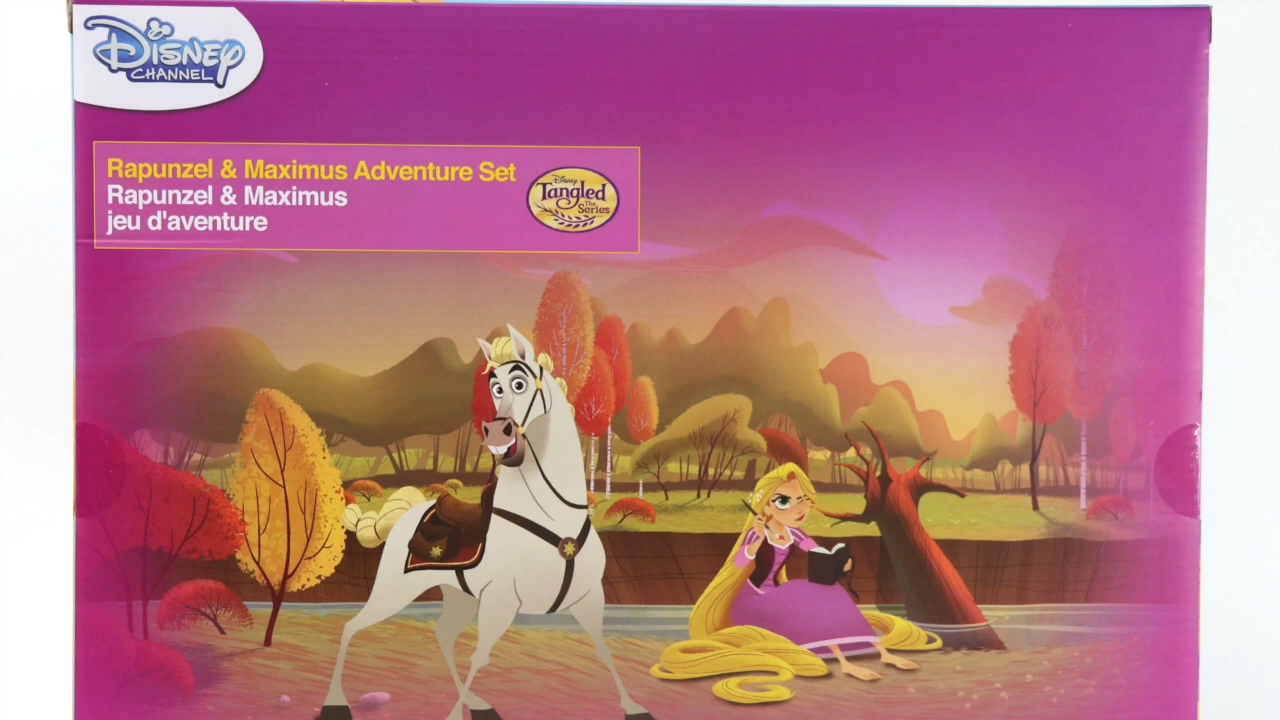 Disney
CHANNEL
Rapunzel & Maximus Adventure Set
Rapunzel & Maximus
jeu d'aventure
Disney
Tangled
The
Series